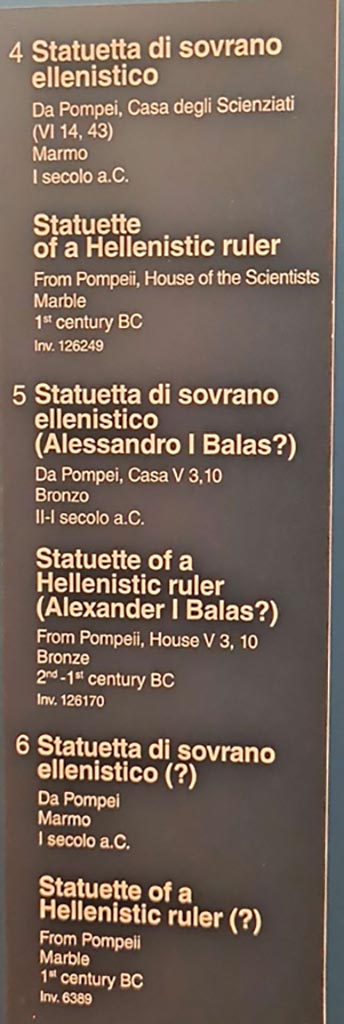 4 Statuetta di sovrano
ellenistico
Da Pompei, Casa degli Scienziati
(VI 14, 43)
Marmo
I secolo a.C.
Statuette
of a Hellenistic ruler
From Pompeii, House of the Scientists
Marble
1st century BC
Inv. 126249
5 Statuetta di sovrano
ellenistico
(Alessandro I Balas?)
Da Pompei, Casa V 3,10
Bronzo
II-I secolo a.C.
Statuette of a
Hellenistic ruler
(Alexander I Balas?)
From Pompeii, House V 3, 10
Bronze
2nd-1st century BC
Inv. 126170
6 Statuetta di sovrano
ellenistico (?)
Da Pompei
Marmo
I secolo a.C.
Statuette of a
Hellenistic ruler (?)
From Pompeii
Marble
1st century BC
Inv. 6389